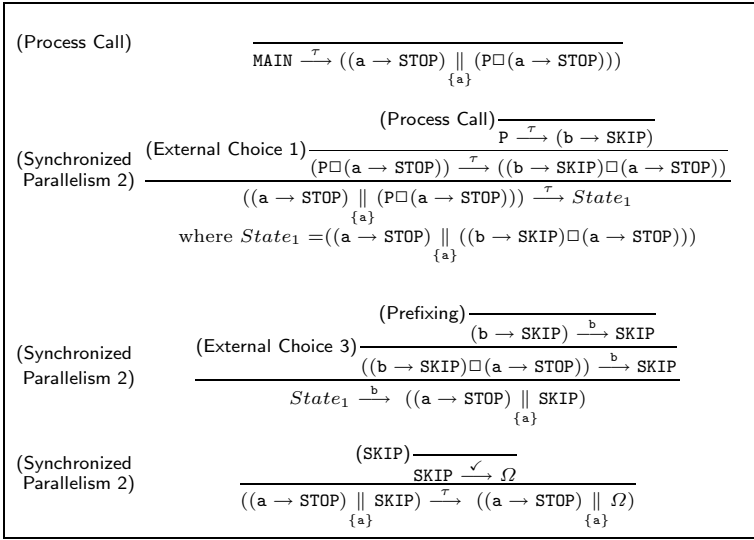 (Process Call)
MAIN —τ→ ((a → STOP) ∥{a} (P□(a → STOP)))
(Process Call)
P —τ→ (b → SKIP)
(External Choice 1)
(P□(a → STOP)) —τ→ ((b → SKIP)□(a → STOP))
(Synchronized
Parallelism 2)
((a → STOP) ∥{a} (P□(a → STOP))) —τ→ State₁
where State₁ =((a → STOP) ∥{a} ((b → SKIP)□(a → STOP)))
(Prefixing)
(b → SKIP) —b→ SKIP
(External Choice 3)
((b → SKIP)□(a → STOP)) —b→ SKIP
(Synchronized
Parallelism 2)
State₁ —b→ ((a → STOP) ∥{a} SKIP)
(SKIP)
SKIP —✓→ Ω
(Synchronized
Parallelism 2)
((a → STOP) ∥{a} SKIP) —τ→ ((a → STOP) ∥{a} Ω)